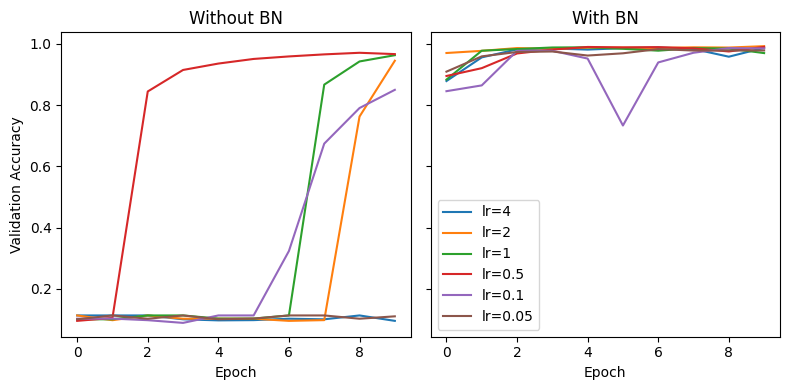 Without BN
With BN
Validation Accuracy
1.0
0.8
0.6
0.4
0.2
0 2 4 6 8
Epoch
0 2 4 6 8
Epoch
lr=4
lr=2
lr=1
lr=0.5
lr=0.1
lr=0.05